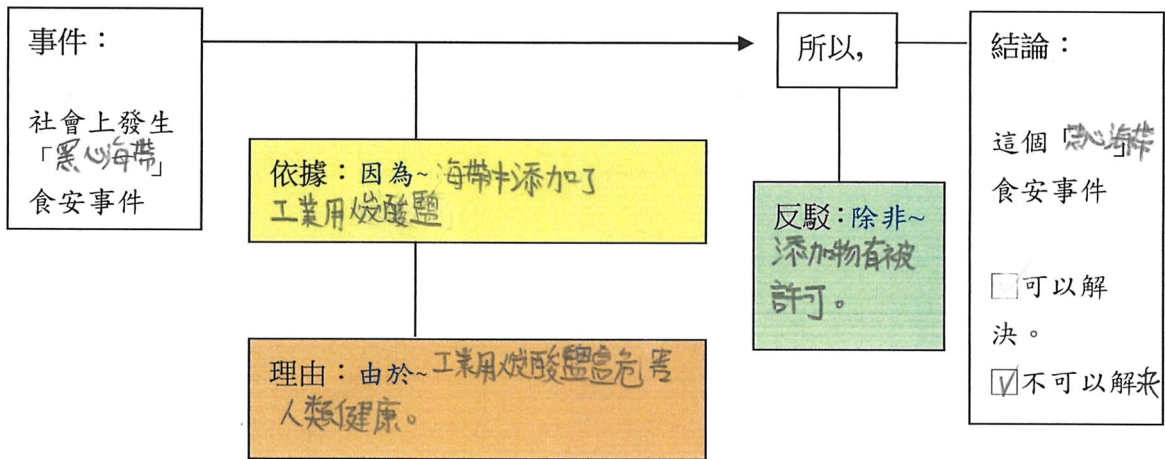 事件：
社會上發生
「黑心海帶」
食安事件
依據：因為~海帶中添加了
工業用碳酸鹽
理由：由於~工業用碳酸鹽會危害
人類健康。
所以，
反駁：除非~
添加物有被
許可。
結論：
這個「黑心海帶」
食安事件
可以解
決。
不可以解決